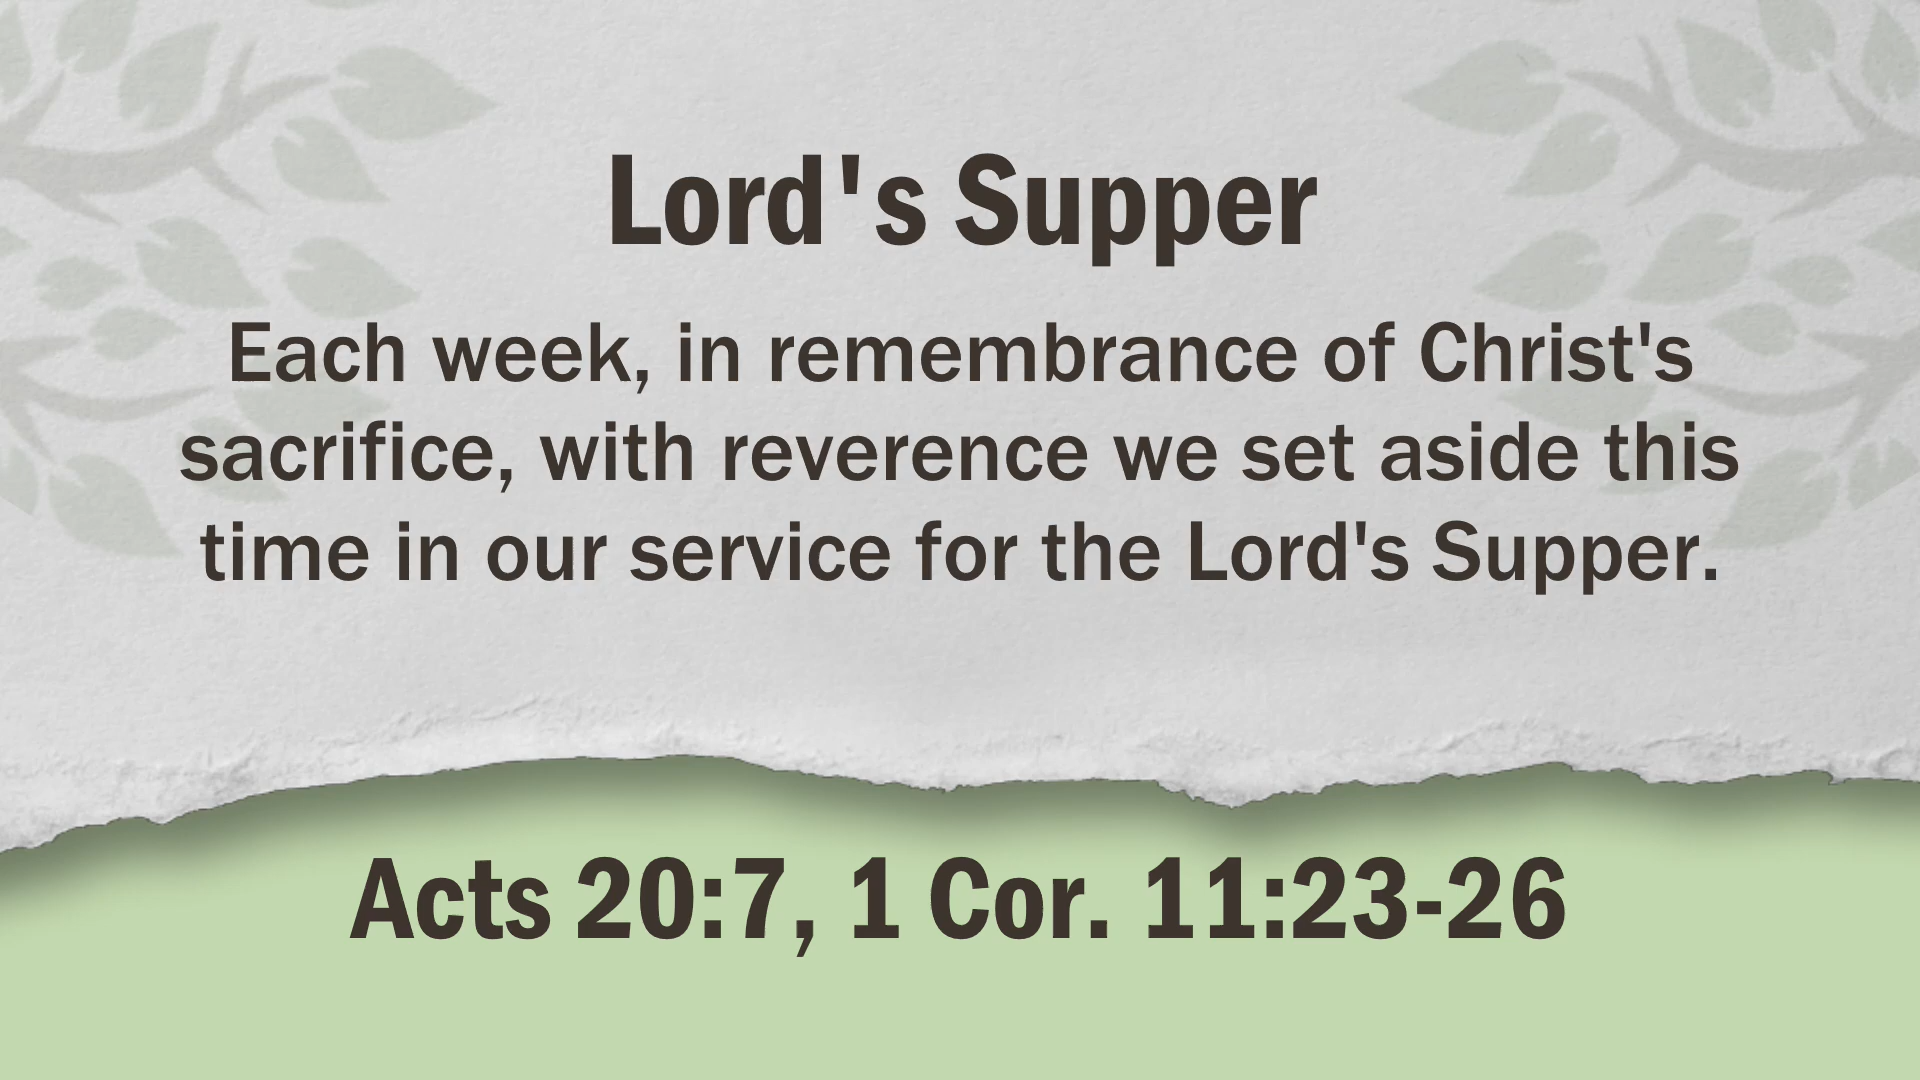 Lord's Supper
Each week, in remembrance of Christ's
sacrifice, with reverence we set aside this
time in our service for the Lord's Supper.
Acts 20:7, 1 Cor. 11:23-26